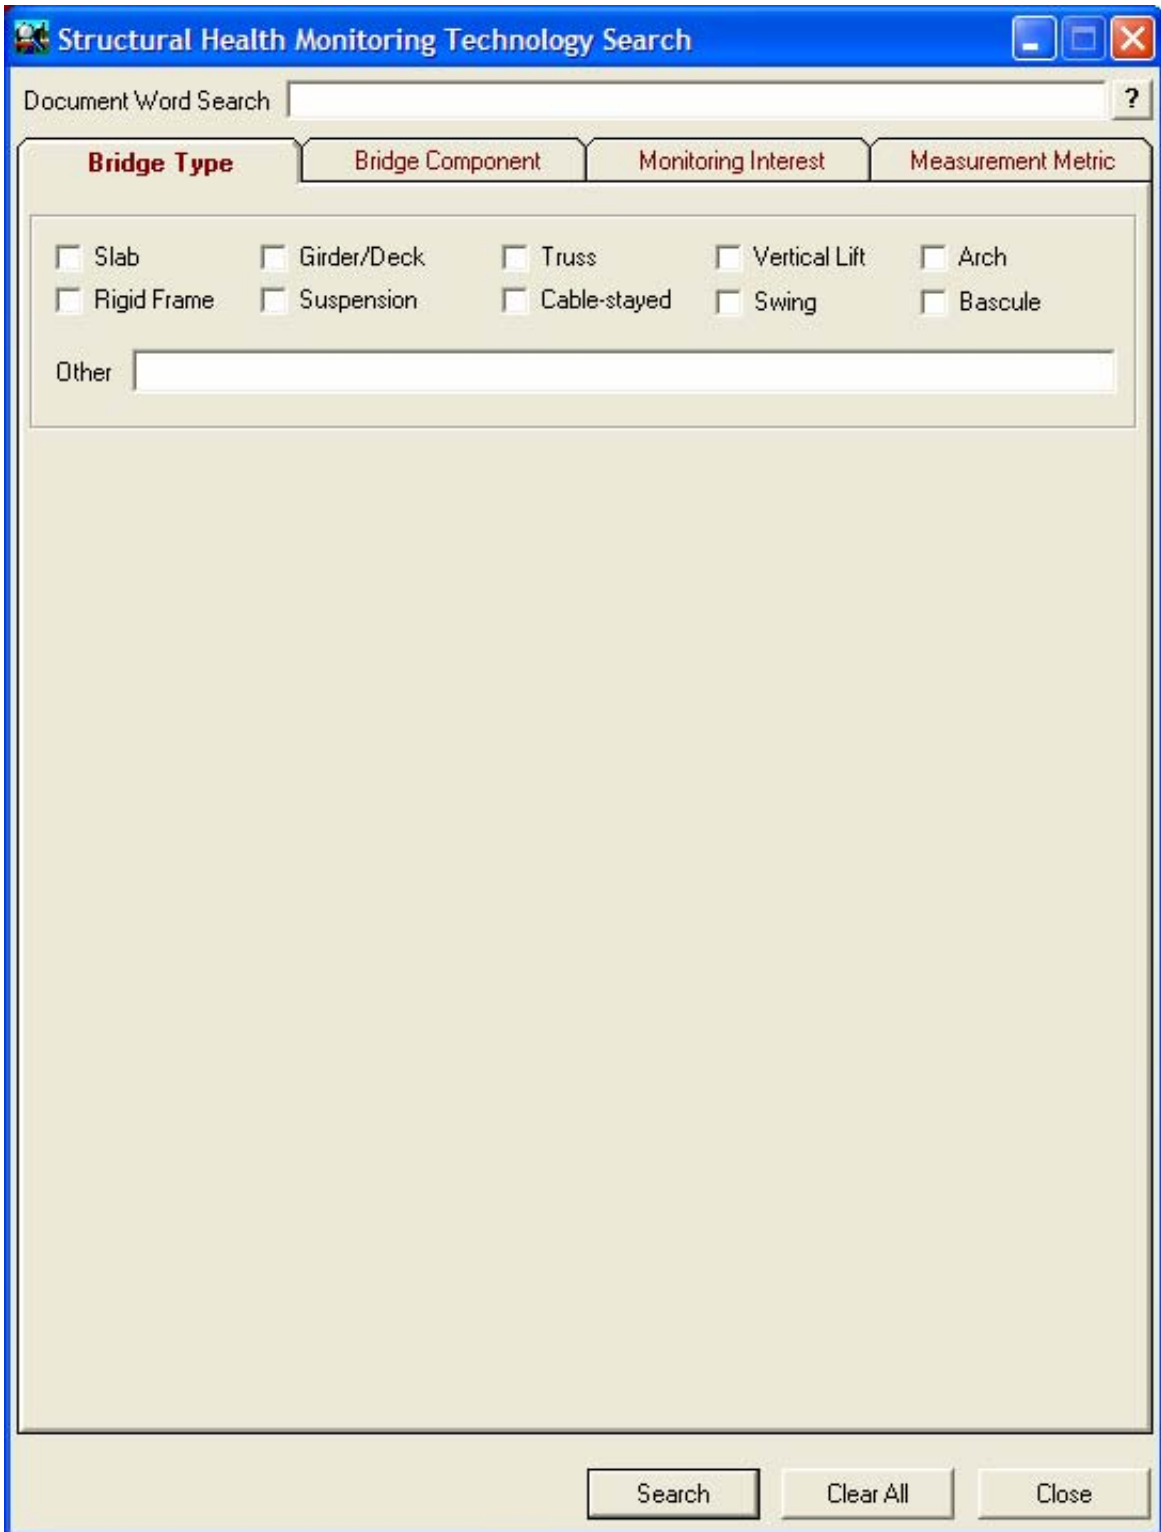 Structural Health Monitoring Technology Search
Document Word Search ?
Bridge Type Bridge Component Monitoring Interest Measurement Metric
Slab Girder/Deck Truss Vertical Lift Arch
Rigid Frame Suspension Cable-stayed Swing Bascule
Other
Search Clear All Close